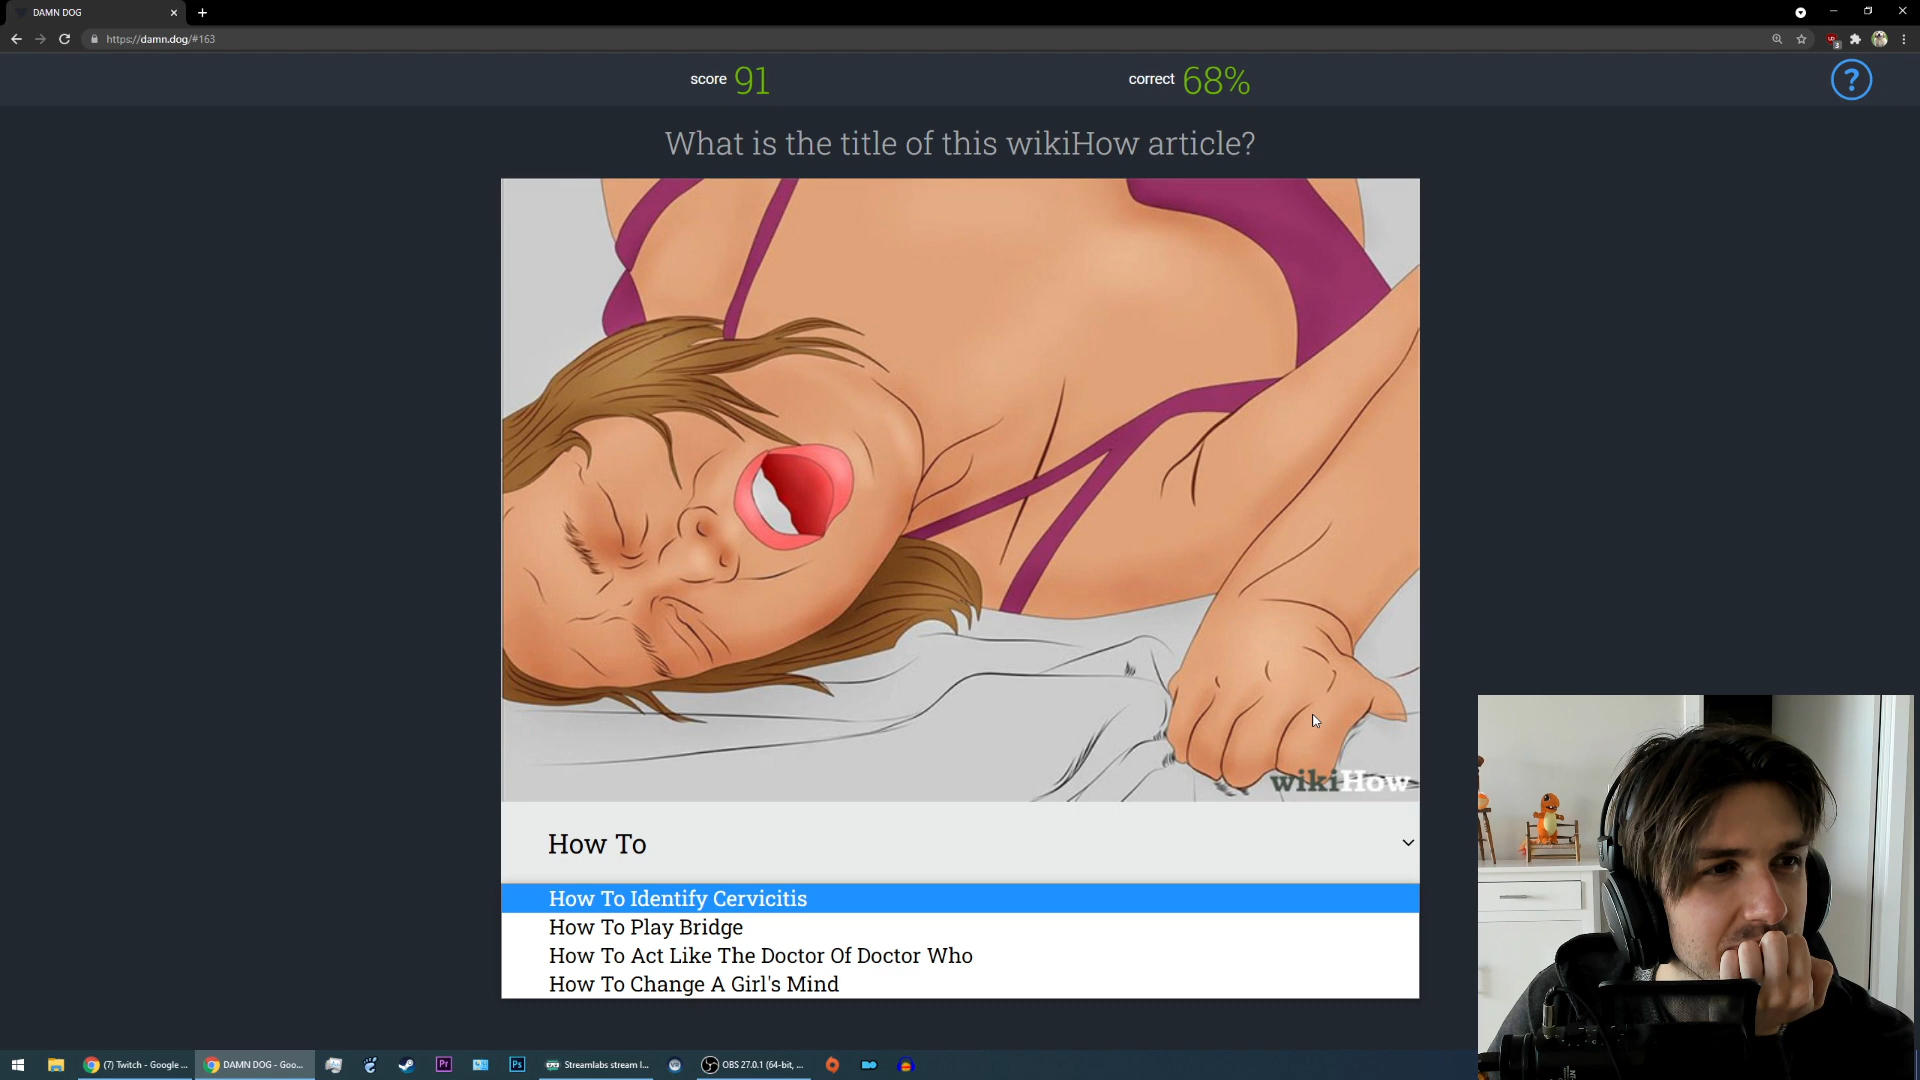 DAMN DOG
https://damn.dog/#163
3
score 91
correct 68%
?
What is the title of this wikiHow article?
wikiHow
How To
How To Identify Cervicitis
How To Play Bridge
How To Act Like The Doctor Of Doctor Who
How To Change A Girl's Mind
(7) Twitch - Google ...
DAMN DOG - Goo...
Pr
Ps
Streamlabs stream l...
OBS 27.0.1 (64-bit, ...